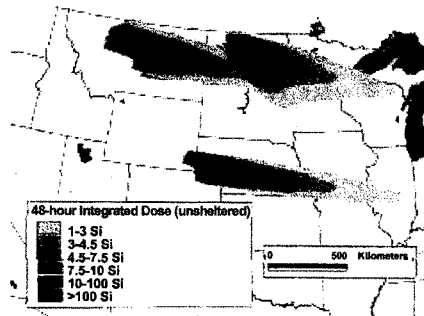 48-hour Integrated Dose (unsheltered)
1-3 Si
3-4.5 Si
4.5-7.5 Si
7.5-10 Si
10-100 Si
>100 Si
0 500 Kilometers